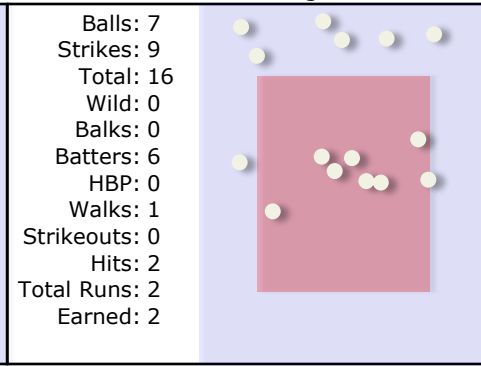 Balls: 7
Strikes: 9
Total: 16
Wild: 0
Balks: 0
Batters: 6
HBP: 0
Walks: 1
Strikeouts: 0
Hits: 2
Total Runs: 2
Earned: 2